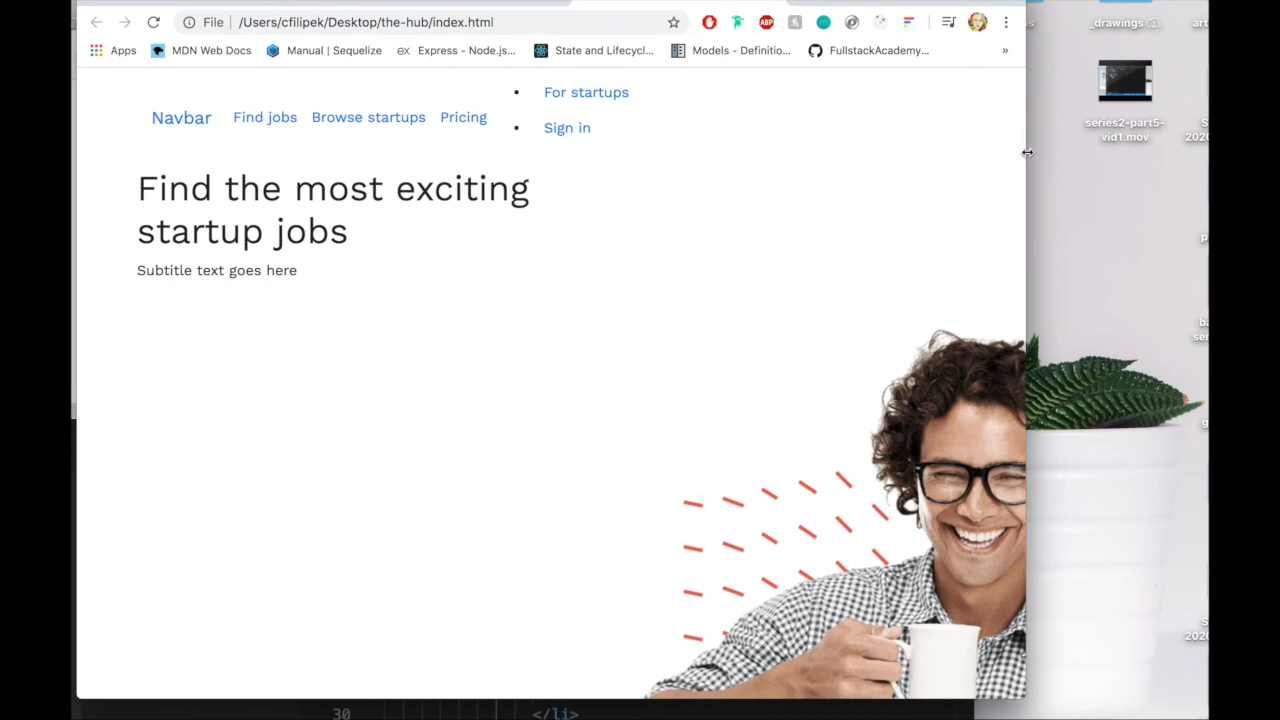 File /Users/cfilipek/Desktop/the-hub/index.html
Apps MDN Web Docs Manual | Sequelize EX Express - Node.js... State and Lifecycl... Models - Definitio... FullstackAcademy... »
ABP
Navbar Find jobs Browse startups Pricing
• For startups
• Sign in
Find the most exciting
startup jobs
Subtitle text goes here
_drawings
series2-part5-
vid1.mov
30 </li>